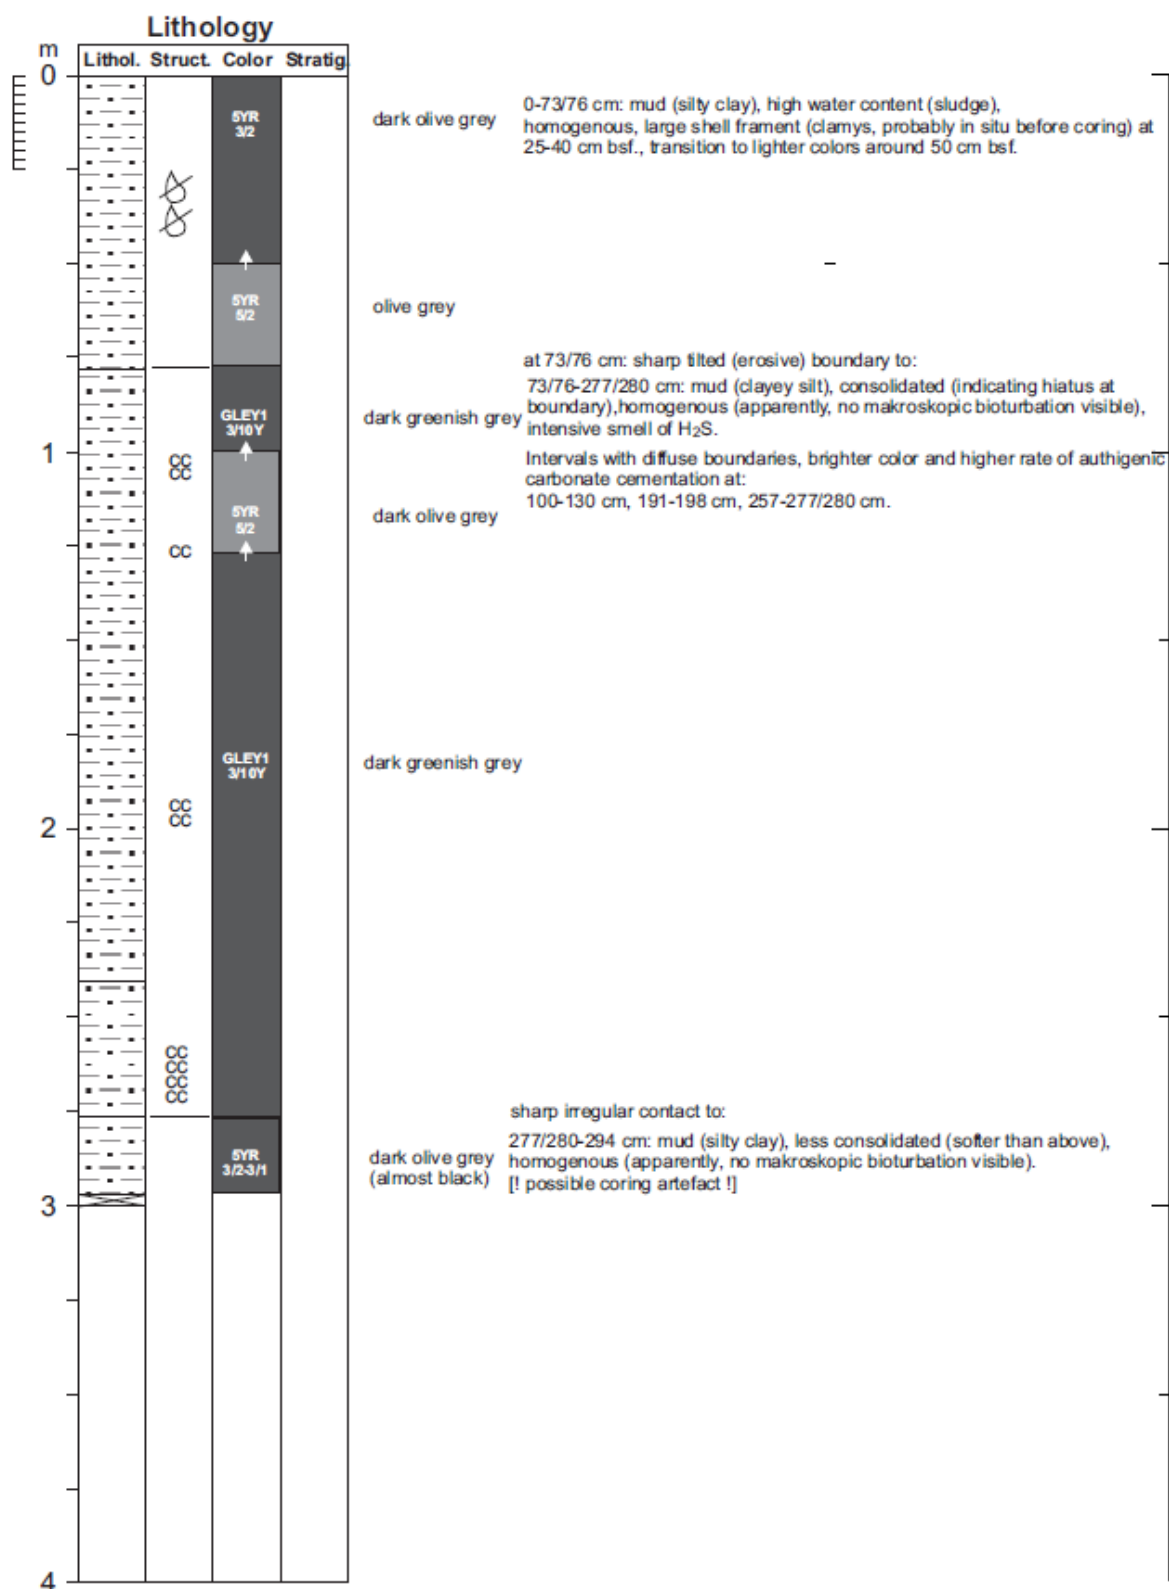 Lithology
m
Lithol. Struct. Color Stratig.
0
5YR
3/2
dark olive grey
0-73/76 cm: mud (silty clay), high water content (sludge),
homogenous, large shell frament (clamys, probably in situ before coring) at
25-40 cm bsf., transition to lighter colors around 50 cm bsf.
5YR
5/2
olive grey
at 73/76 cm: sharp tilted (erosive) boundary to:
73/76-277/280 cm: mud (clayey silt), consolidated (indicating hiatus at
boundary),homogenous (apparently, no makroskopic bioturbation visible),
intensive smell of H2S.
GLEY1
3/10Y
dark greenish grey
1
CC
CC
Intervals with diffuse boundaries, brighter color and higher rate of authigenic
carbonate cementation at:
100-130 cm, 191-198 cm, 257-277/280 cm.
5YR
5/2
dark olive grey
CC
GLEY1
3/10Y
dark greenish grey
CC
CC
2
CC
CC
CC
CC
sharp irregular contact to:
277/280-294 cm: mud (silty clay), less consolidated (softer than above),
homogenous (apparently, no makroskopic bioturbation visible).
[! possible coring artefact !]
5YR
3/2-3/1
dark olive grey
(almost black)
3
4